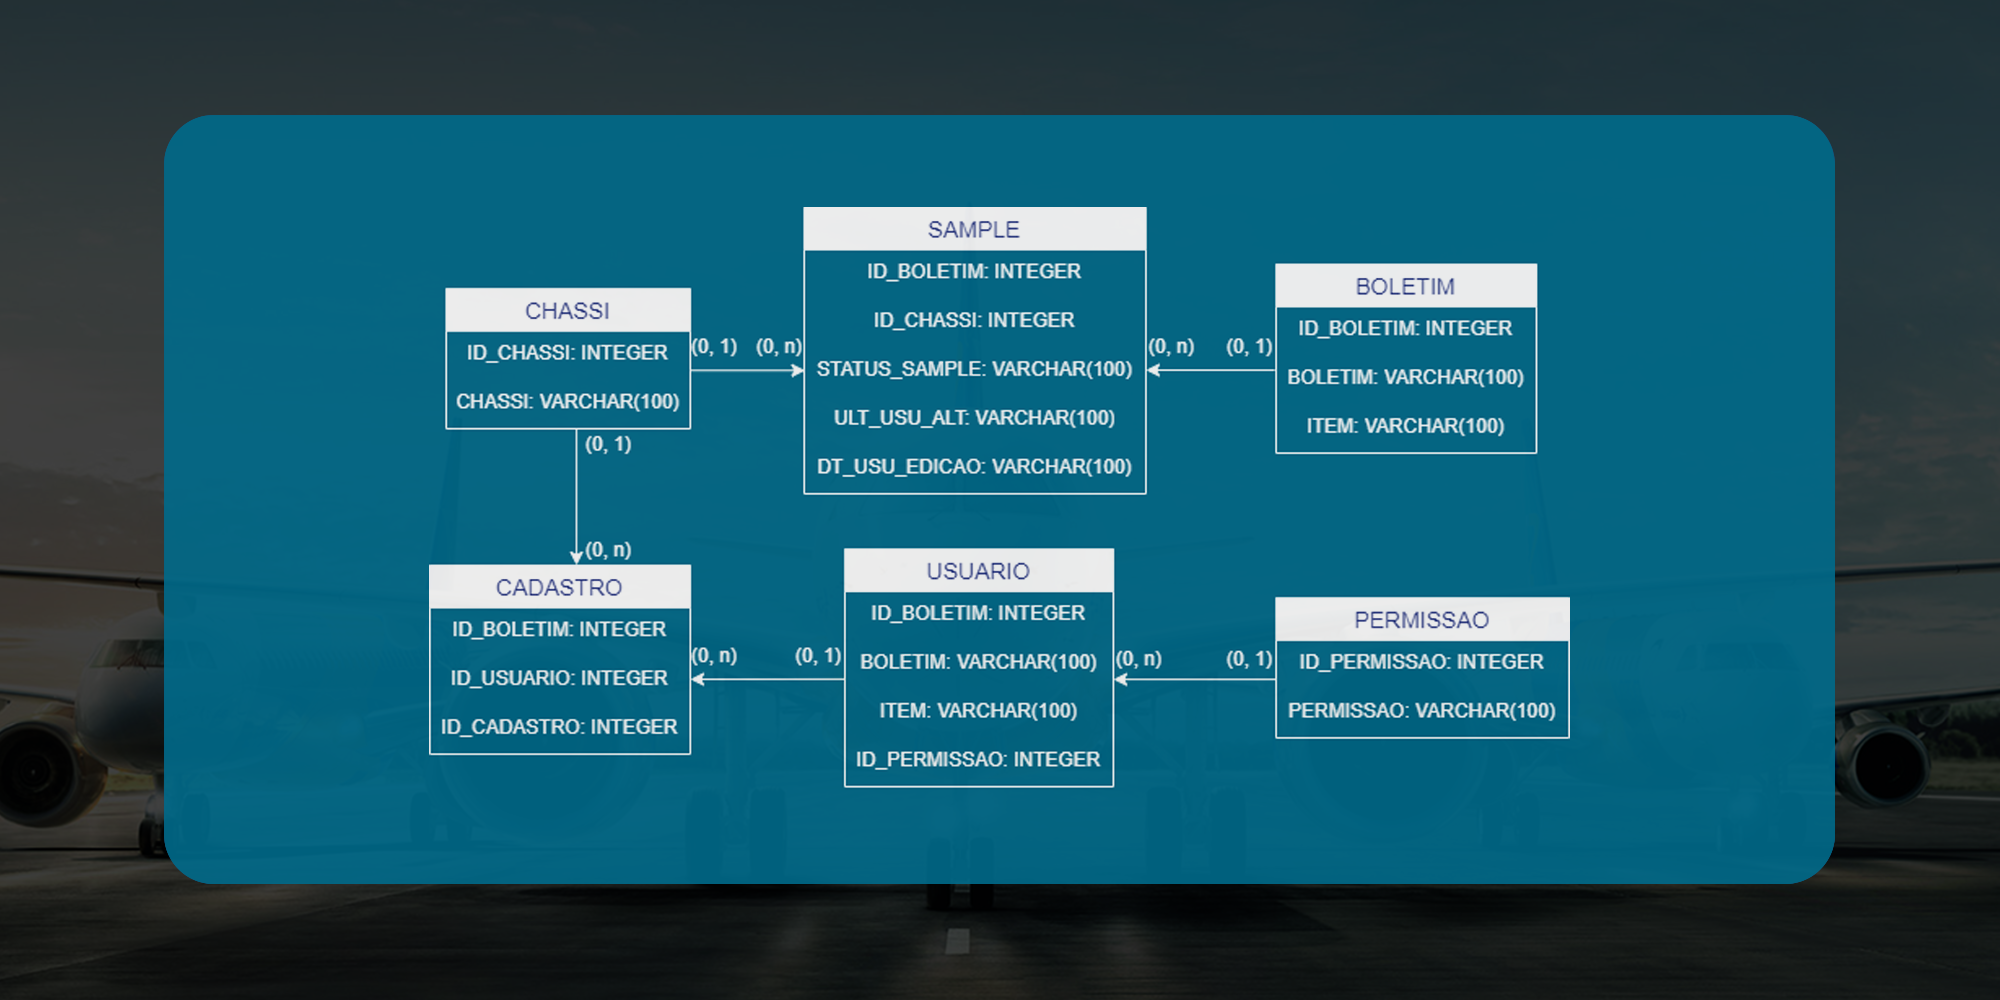 SAMPLE
ID_BOLETIM: INTEGER
ID_CHASSI: INTEGER
STATUS_SAMPLE: VARCHAR(100)
ULT_USU_ALT: VARCHAR(100)
DT_USU_EDICAO: VARCHAR(100)
CHASSI
ID_CHASSI: INTEGER
CHASSI: VARCHAR(100)
(0, 1) (0, n)
(0, n) (0, 1)
BOLETIM
ID_BOLETIM: INTEGER
BOLETIM: VARCHAR(100)
ITEM: VARCHAR(100)
(0, 1)
(0, n)
CADASTRO
ID_BOLETIM: INTEGER
ID_USUARIO: INTEGER
ID_CADASTRO: INTEGER
(0, n) (0, 1)
USUARIO
ID_BOLETIM: INTEGER
BOLETIM: VARCHAR(100)
ITEM: VARCHAR(100)
ID_PERMISSAO: INTEGER
(0, n) (0, 1)
PERMISSAO
ID_PERMISSAO: INTEGER
PERMISSAO: VARCHAR(100)